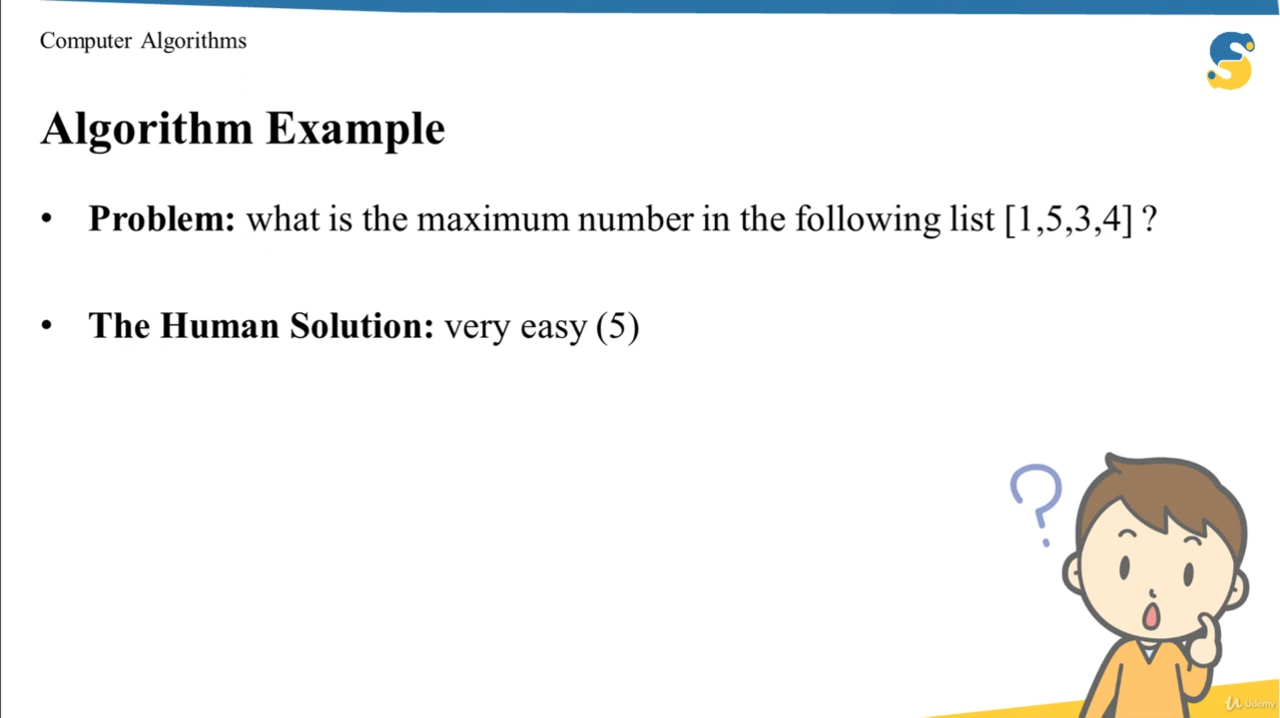 Computer Algorithms
Algorithm Example
• Problem: what is the maximum number in the following list [1,5,3,4] ?
• The Human Solution: very easy (5)
?
Udemy